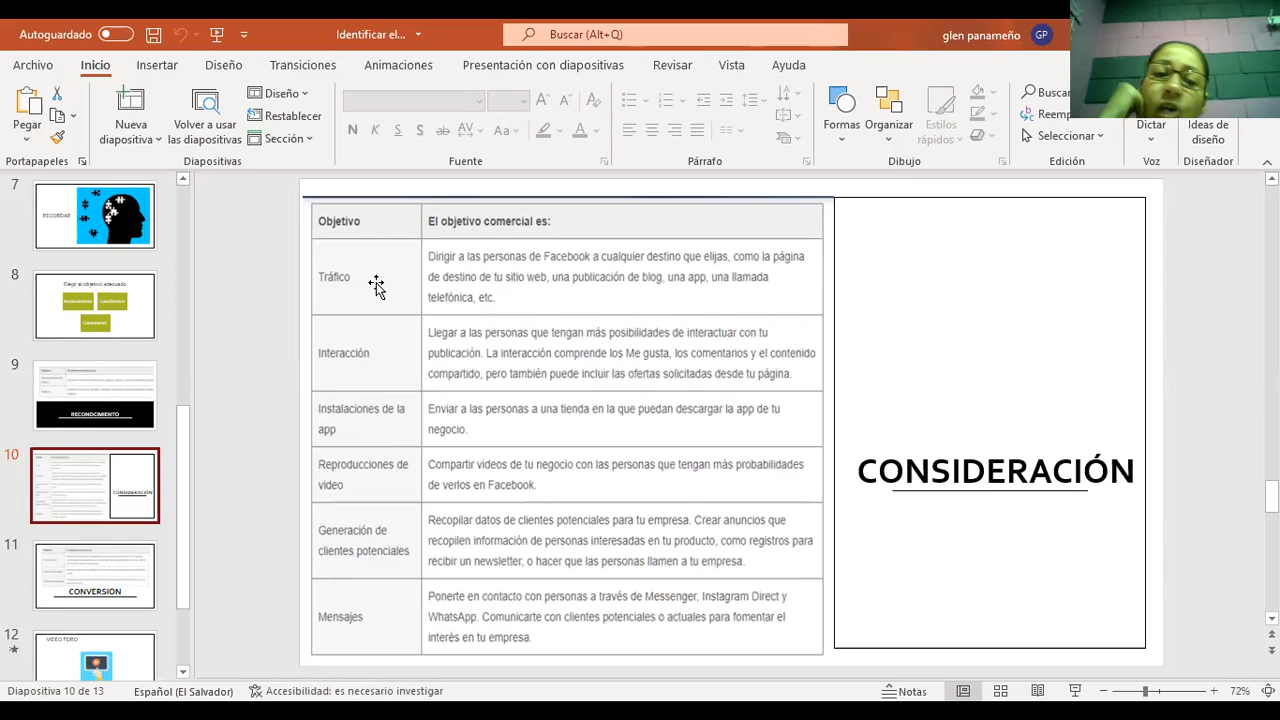 Autoguardado
Identificar el...
Buscar (Alt+Q)
glen panameño
GP
Archivo
Inicio
Insertar
Diseño
Transiciones
Animaciones
Presentación con diapositivas
Revisar
Vista
Ayuda
Pegar
Nueva diapositiva
Volver a usar las diapositivas
Diseño
Restablecer
Sección
N
K
S
S
ab
AV
Aa
A
Formas
Organizar
Estilos rápidos
Buscar
Reemp
Seleccionar
Dictar
Ideas de diseño
Portapapeles
Diapositivas
Fuente
Párrafo
Dibujo
Edición
Voz
Diseñador
7
RECORDAR
8
Elegir el objetivo adecuado
9
RECONOCIMIENTO
10
CONSIDERACIÓN
11
CONVERSIÓN
12
VIDEO FORO
Objetivo
El objetivo comercial es:
Tráfico
Dirigir a las personas de Facebook a cualquier destino que elijas, como la página
de destino de tu sitio web, una publicación de blog, una app, una llamada
telefónica, etc.
Interacción
Llegar a las personas que tengan más posibilidades de interactuar con tu
publicación. La interacción comprende los Me gusta, los comentarios y el contenido
compartido, pero también puede incluir las ofertas solicitadas desde tu página.
Instalaciones de la
app
Enviar a las personas a una tienda en la que puedan descargar la app de tu
negocio.
Reproducciones de
video
Compartir videos de tu negocio con las personas que tengan más probabilidades
de verlos en Facebook.
Generación de
clientes potenciales
Recopilar datos de clientes potenciales para tu empresa. Crear anuncios que
recopilen información de personas interesadas en tu producto, como registros para
recibir un newsletter, o hacer que las personas llamen a tu empresa.
Mensajes
Ponerte en contacto con personas a través de Messenger, Instagram Direct y
WhatsApp. Comunicarte con clientes potenciales o actuales para fomentar el
interés en tu empresa.
CONSIDERACIÓN
Diapositiva 10 de 13
Español (El Salvador)
Accesibilidad: es necesario investigar
Notas
72%